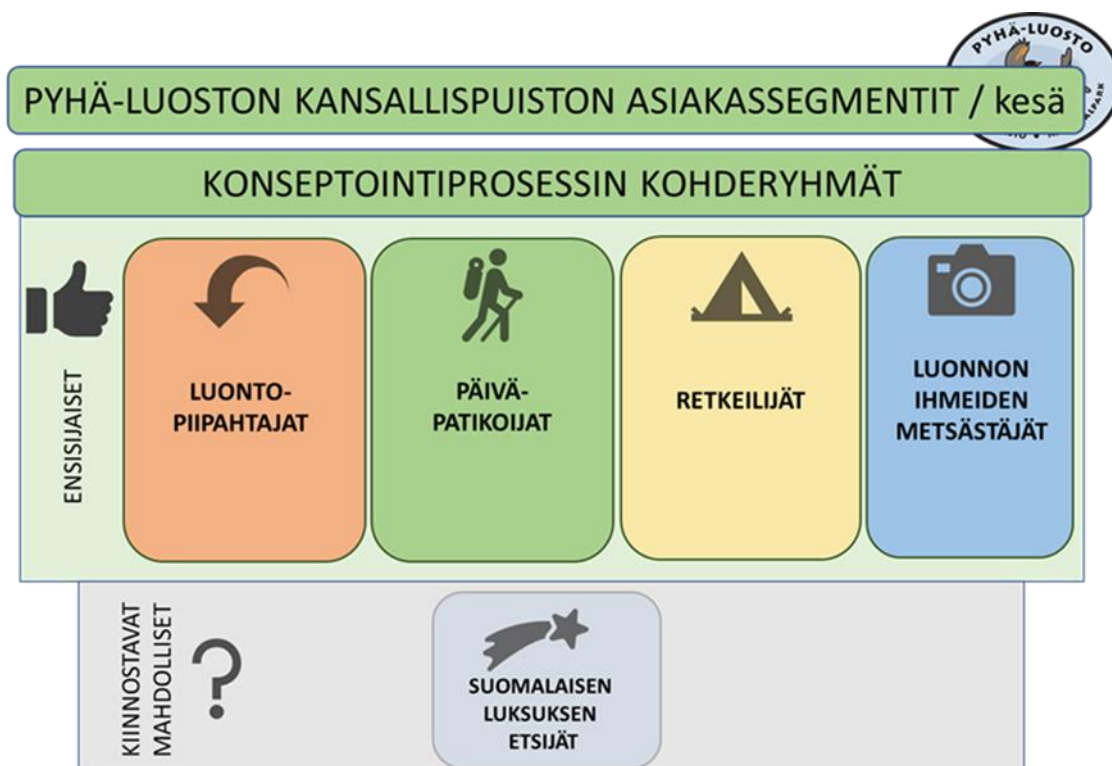 PYHÄ-LUOSTO
PYHÄ-LUOSTON KANSALLISPUISTON ASIAKASSEGMENTIT / kesä
KONSEPTOINTIPROSESSIN KOHDERYHMÄT
ENSISIJAISET
LUONTO-
PIIPAHTAJAT
PÄIVÄ-
PATIKOIJAT
RETKEILIJÄT
LUONNON
IHMEIDEN
METSÄSTÄJÄT
KIINNOSTAVAT
MAHDOLLISET
?
SUOMALAISEN
LUKSUKSEN
ETSIJÄT